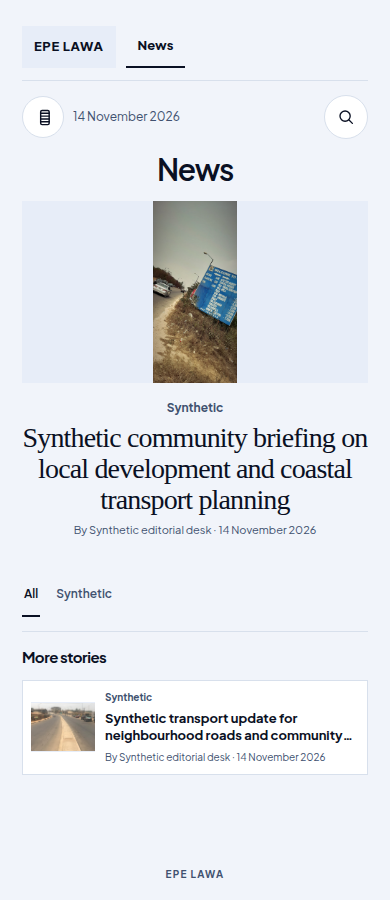 EPE LAWA
News
14 November 2026
News
Synthetic
Synthetic community briefing on
local development and coastal
transport planning
By Synthetic editorial desk · 14 November 2026
All
Synthetic
More stories
Synthetic
Synthetic transport update for
neighbourhood roads and community…
By Synthetic editorial desk · 14 November 2026
EPE LAWA